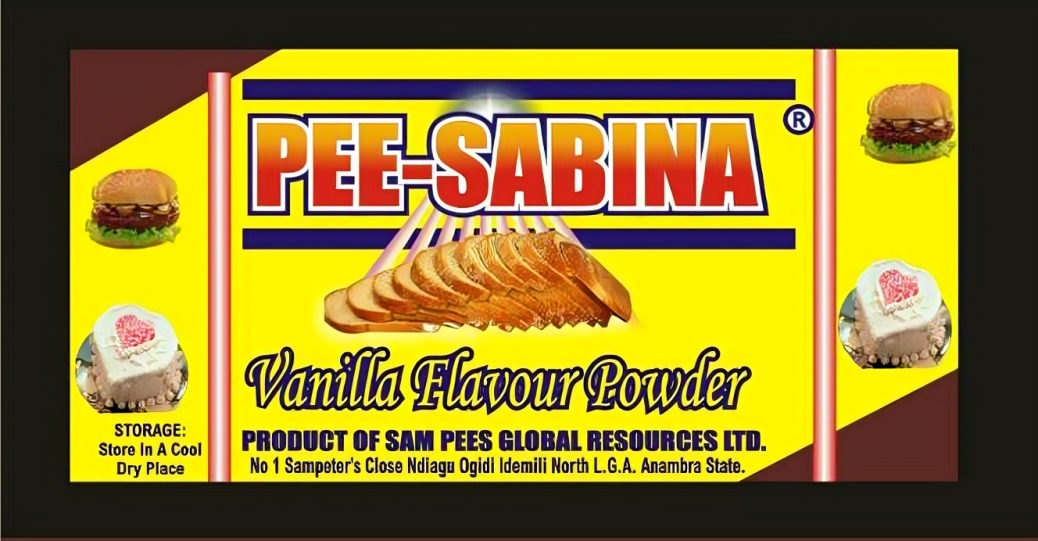 PEE-SABINA ®
Vanilla Flavour Powder
PRODUCT OF SAM PEES GLOBAL RESOURCES LTD.
No 1 Sampeter's Close Ndiagu Ogidi Idemili North L.G.A. Anambra State.
STORAGE:
Store In A Cool
Dry Place